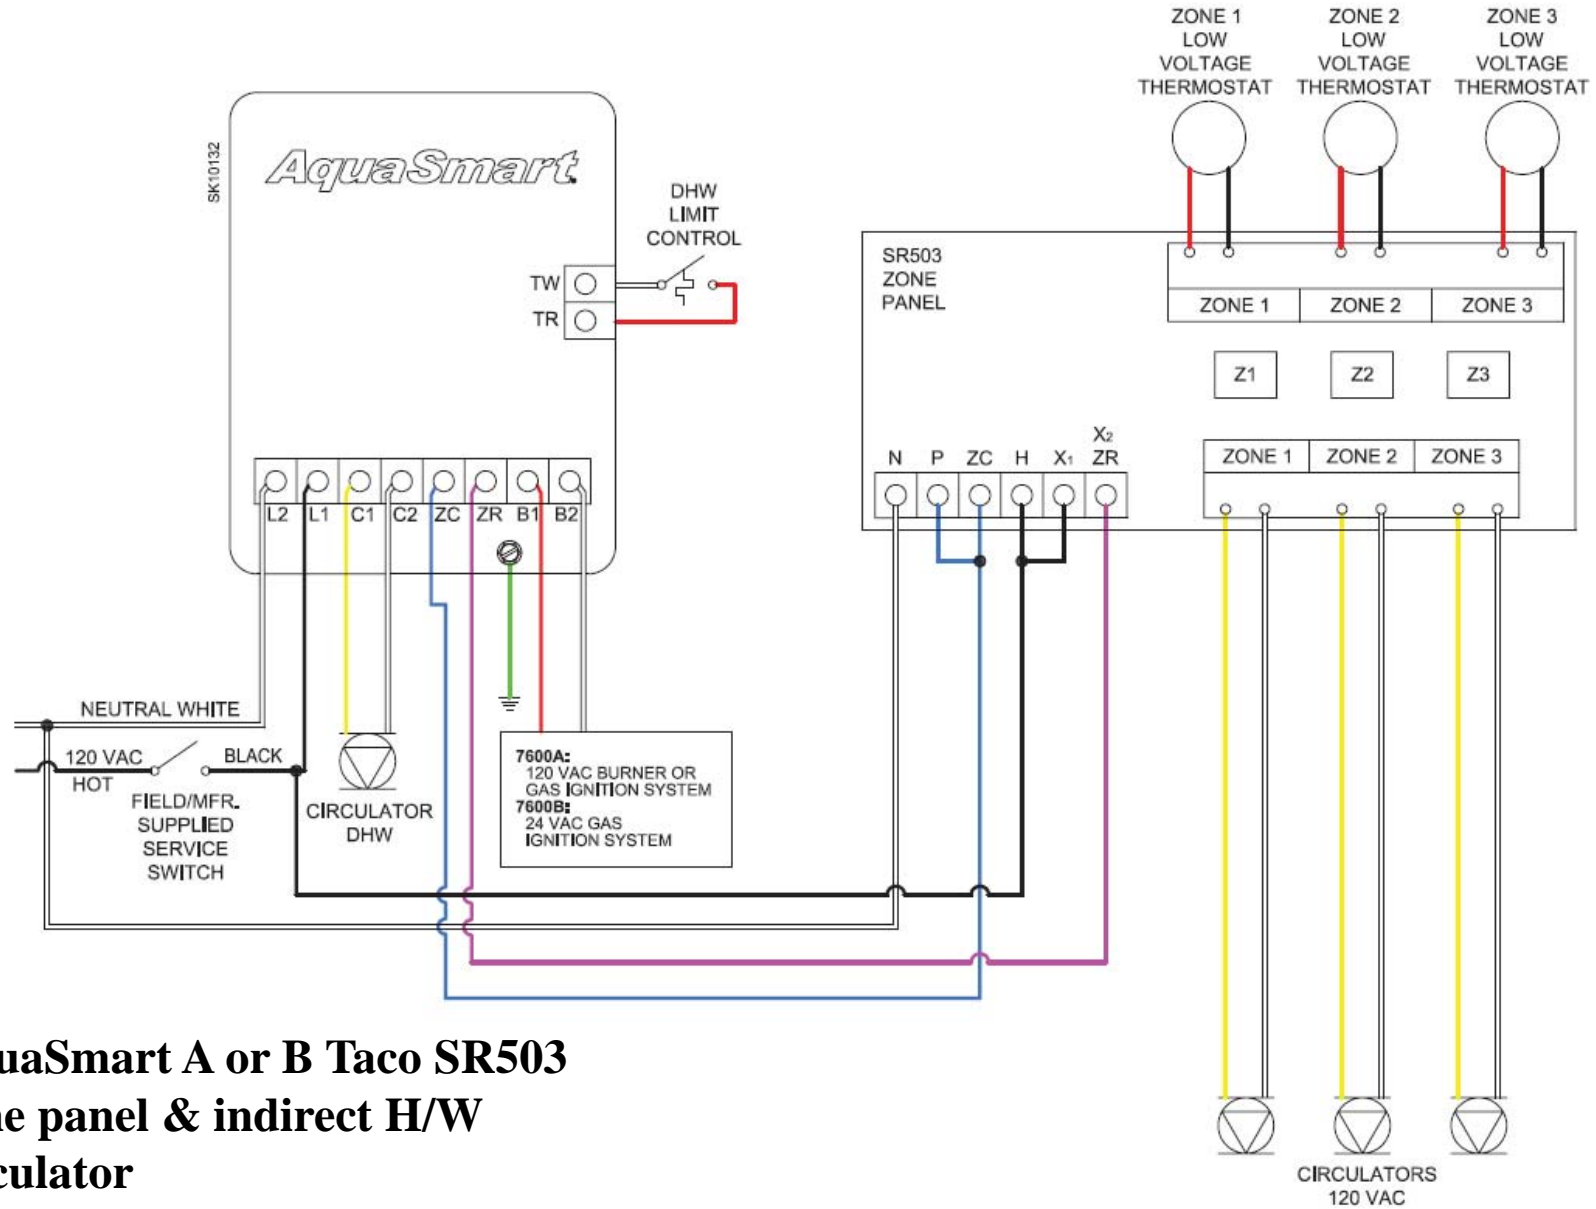 ZONE 1
LOW
VOLTAGE
THERMOSTAT
ZONE 2
LOW
VOLTAGE
THERMOSTAT
ZONE 3
LOW
VOLTAGE
THERMOSTAT
SK10132
AquaSmart
DHW
LIMIT
CONTROL
TW
TR
L2 L1 C1 C2 ZC ZR B1 B2
SR503
ZONE
PANEL
ZONE 1 ZONE 2 ZONE 3
Z1 Z2 Z3
X2
N P ZC H X1 ZR
ZONE 1 ZONE 2 ZONE 3
NEUTRAL WHITE
120 VAC
HOT
BLACK
FIELD/MFR.
SUPPLIED
SERVICE
SWITCH
CIRCULATOR
DHW
7600A:
120 VAC BURNER OR
GAS IGNITION SYSTEM
7600B:
24 VAC GAS
IGNITION SYSTEM
uaSmart A or B Taco SR503
ne panel & indirect H/W
culator
CIRCULATORS
120 VAC